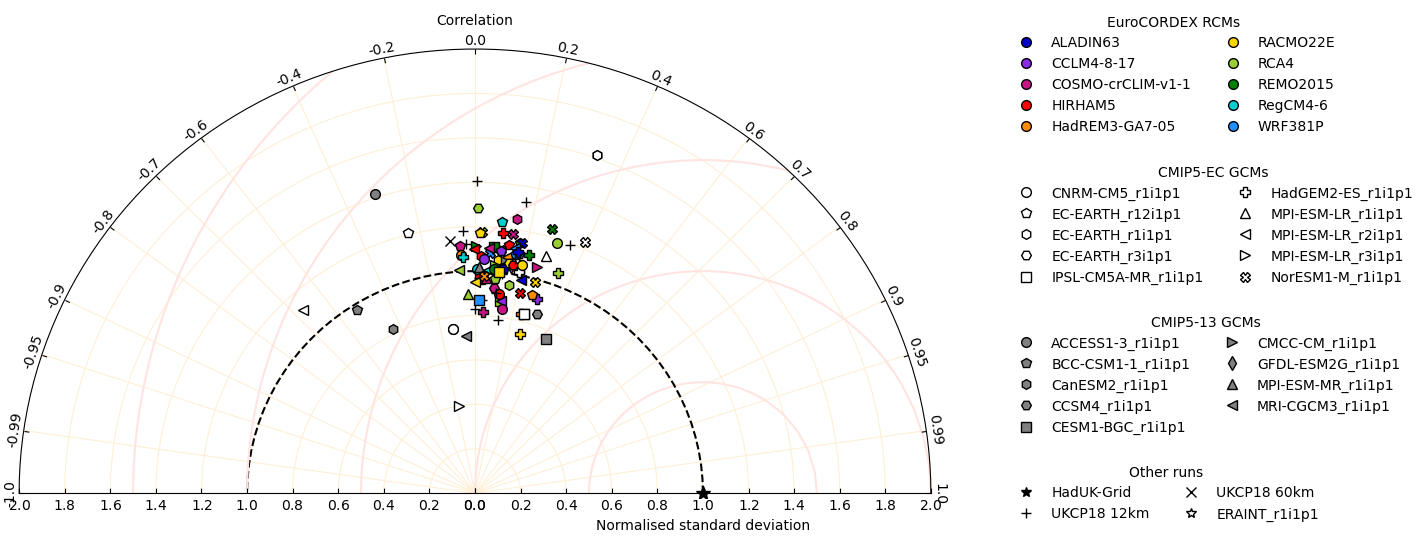 Correlation
-0.2 0.0 0.2
-0.4 0.4
-0.6 0.6
-0.7 0.7
-0.8 0.8
-0.9 0.9
-0.95 0.95
-0.99 0.99
-1.0 1.0
2.0 1.8 1.6 1.4 1.2 1.0 0.8 0.6 0.4 0.2 0.0 0.2 0.4 0.6 0.8 1.0 1.2 1.4 1.6 1.8 2.0
Normalised standard deviation
EuroCORDEX RCMs
ALADIN63 RACMO22E
CCLM4-8-17 RCA4
COSMO-crCLIM-v1-1 REMO2015
HIRHAM5 RegCM4-6
HadREM3-GA7-05 WRF381P
CMIP5-EC GCMs
CNRM-CM5_r1i1p1 HadGEM2-ES_r1i1p1
EC-EARTH_r12i1p1 MPI-ESM-LR_r1i1p1
EC-EARTH_r1i1p1 MPI-ESM-LR_r2i1p1
EC-EARTH_r3i1p1 MPI-ESM-LR_r3i1p1
IPSL-CM5A-MR_r1i1p1 NorESM1-M_r1i1p1
CMIP5-13 GCMs
ACCESS1-3_r1i1p1 CMCC-CM_r1i1p1
BCC-CSM1-1_r1i1p1 GFDL-ESM2G_r1i1p1
CanESM2_r1i1p1 MPI-ESM-MR_r1i1p1
CCSM4_r1i1p1 MRI-CGCM3_r1i1p1
CESM1-BGC_r1i1p1
Other runs
HadUK-Grid UKCP18 60km
UKCP18 12km ERAINT_r1i1p1